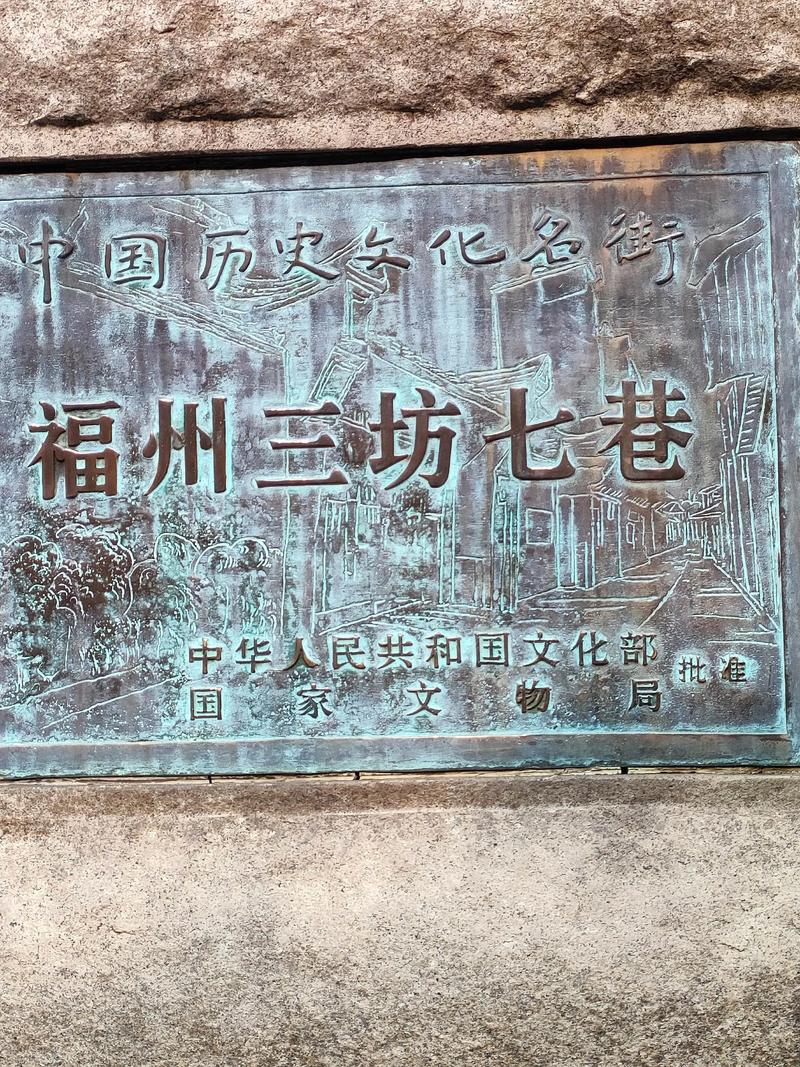 中国历史文化名街
福州三坊七巷
中华人民共和国文化部
国家文物局
批准